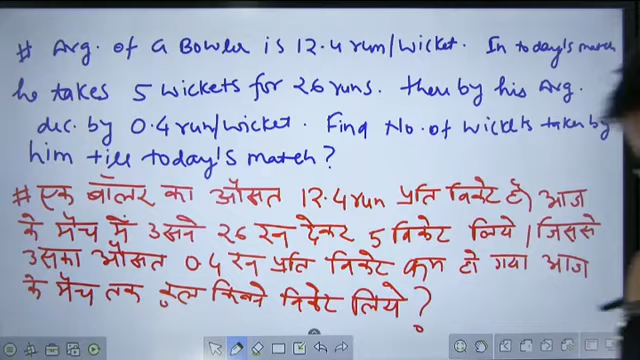 # Avg. of a Bowler is 12.4 run/wicket. In today's match
he takes 5 wickets for 26 runs. then by his Avg.
dec. by 0.4 run/wicket. Find No. of wickets taken by
him till today's match?
# एक बॉलर का औसत 12.4 run प्रति विकेट है, आज
के मैच में उसने 26 रन देकर 5 विकेट लिये, जिससे
उसका औसत 0.4 रन प्रति विकेट कम हो गया आज
के मैच तक कुल कितने विकेट लिये?